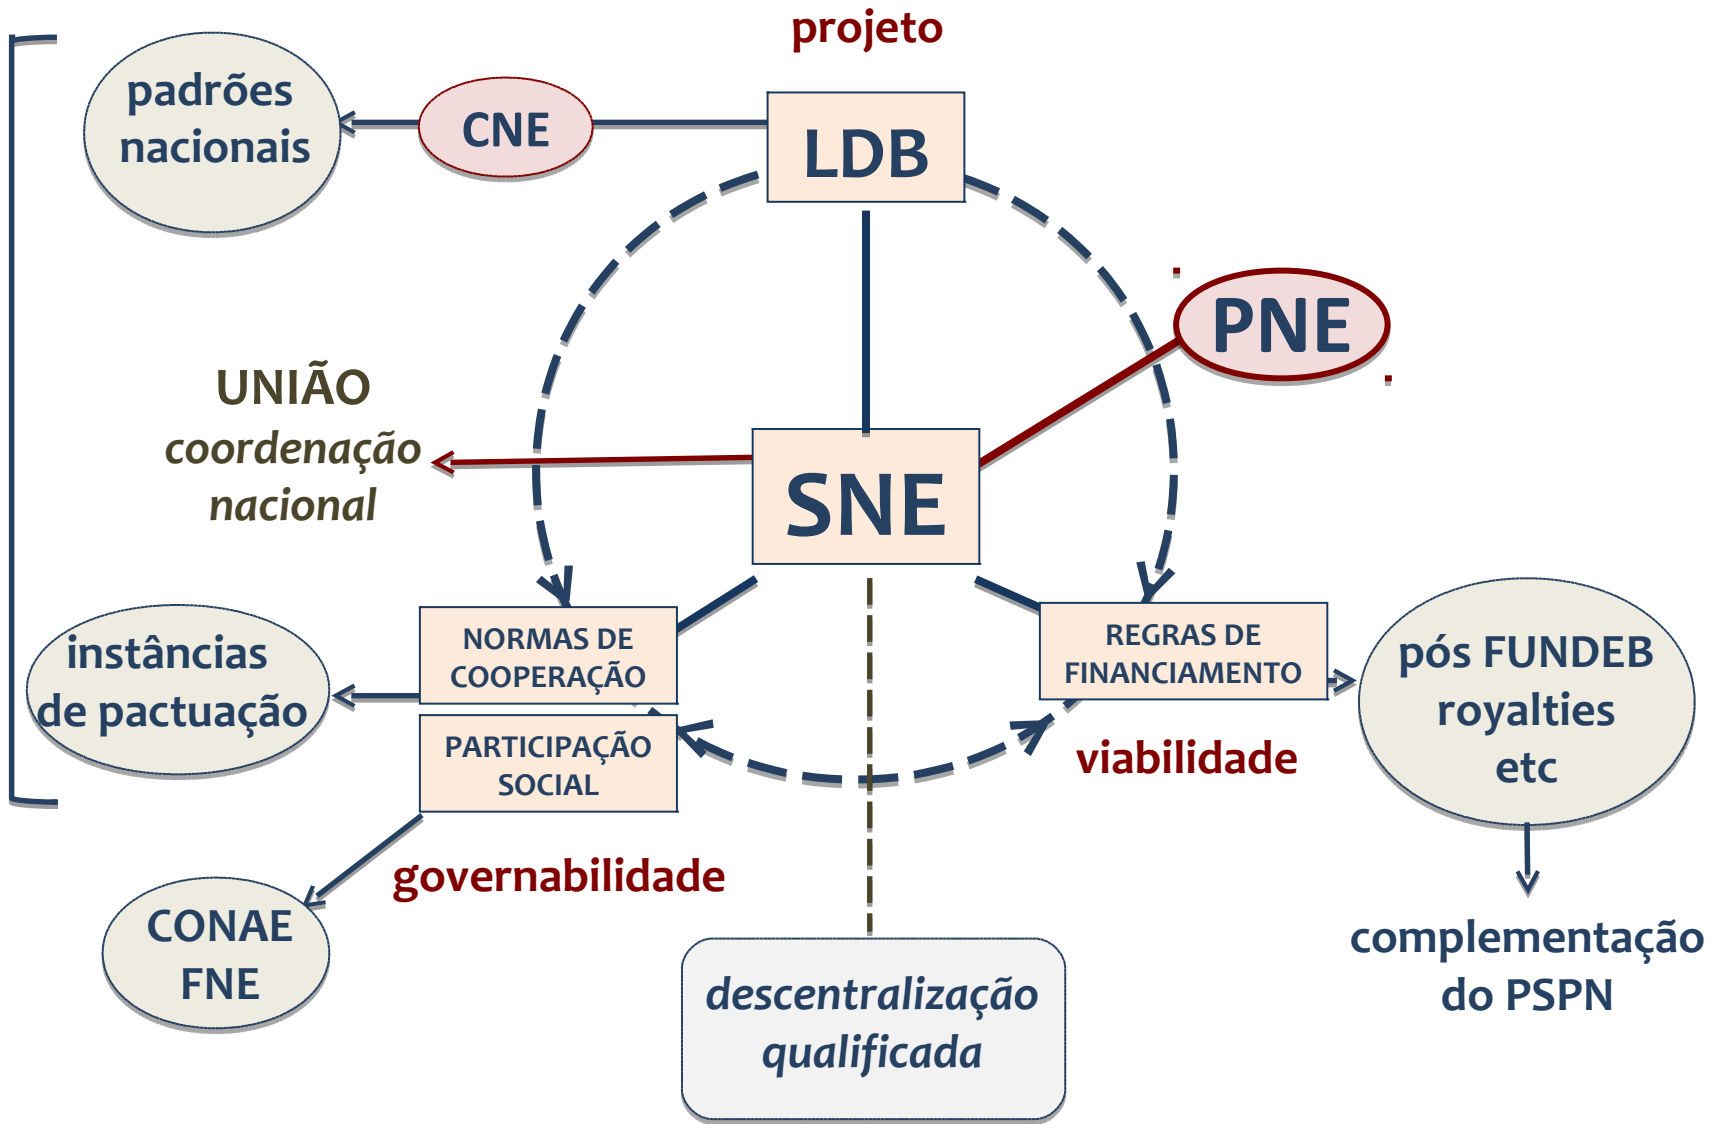 projeto
padrões
nacionais
CNE
LDB
PNE
UNIÃO
coordenação
nacional
SNE
instâncias
de pactuação
NORMAS DE
COOPERAÇÃO
PARTICIPAÇÃO
SOCIAL
REGRAS DE
FINANCIAMENTO
pós FUNDEB
royalties
etc
viabilidade
governabilidade
CONAE
FNE
descentralização
qualificada
complementação
do PSPN